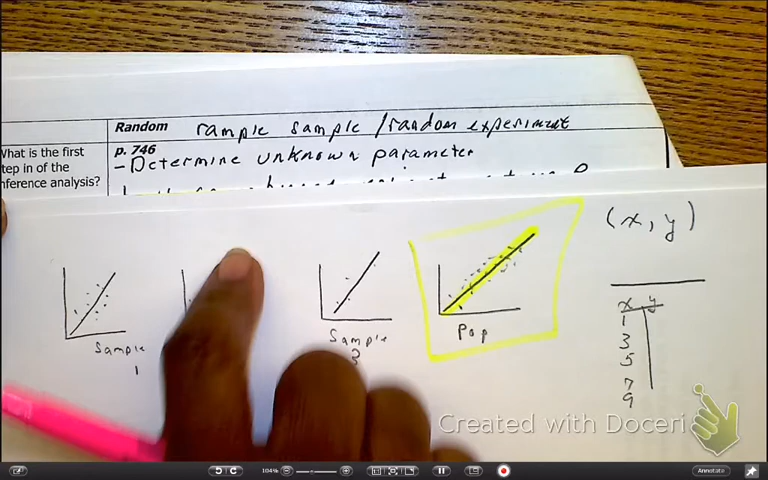 Random rample sample /random experiment
p. 746
What is the first
step in of the
inference analysis?
- Determine unknown parameter
(x, y)
Sample
1
Sample
3
Pop
x y
1
3
5
7
9
Created with Doceri
104%
Annotate